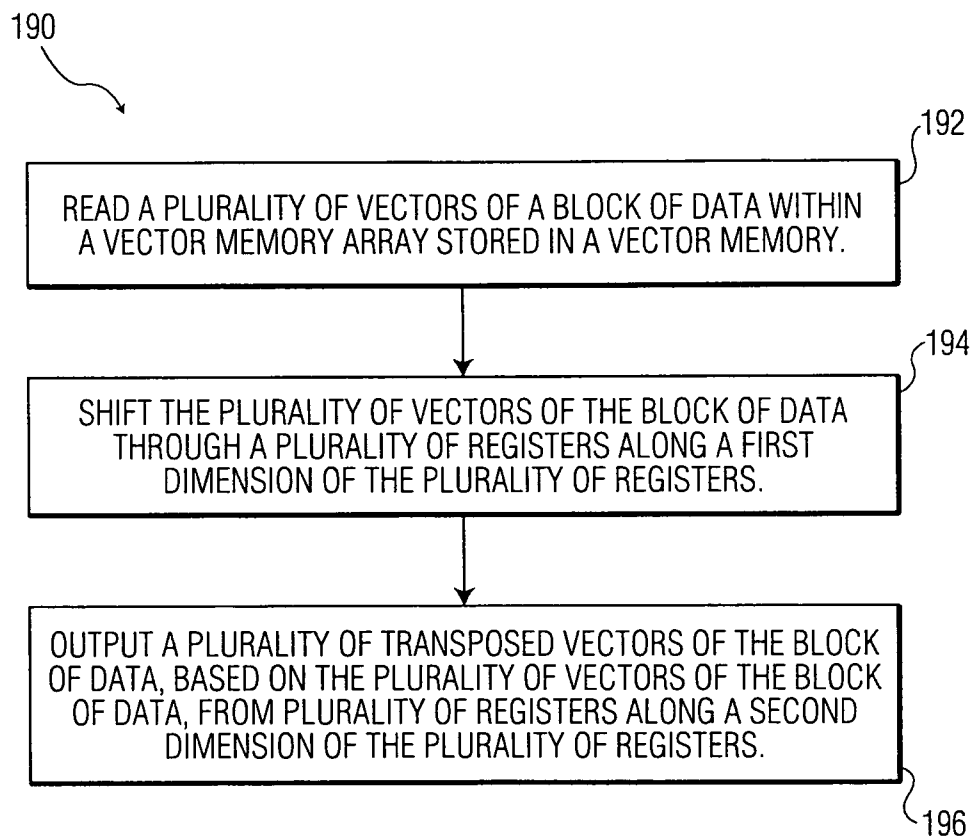 190
192
READ A PLURALITY OF VECTORS OF A BLOCK OF DATA WITHIN
A VECTOR MEMORY ARRAY STORED IN A VECTOR MEMORY.
194
SHIFT THE PLURALITY OF VECTORS OF THE BLOCK OF DATA
THROUGH A PLURALITY OF REGISTERS ALONG A FIRST
DIMENSION OF THE PLURALITY OF REGISTERS.
OUTPUT A PLURALITY OF TRANSPOSED VECTORS OF THE BLOCK
OF DATA, BASED ON THE PLURALITY OF VECTORS OF THE BLOCK
OF DATA, FROM PLURALITY OF REGISTERS ALONG A SECOND
DIMENSION OF THE PLURALITY OF REGISTERS.
196